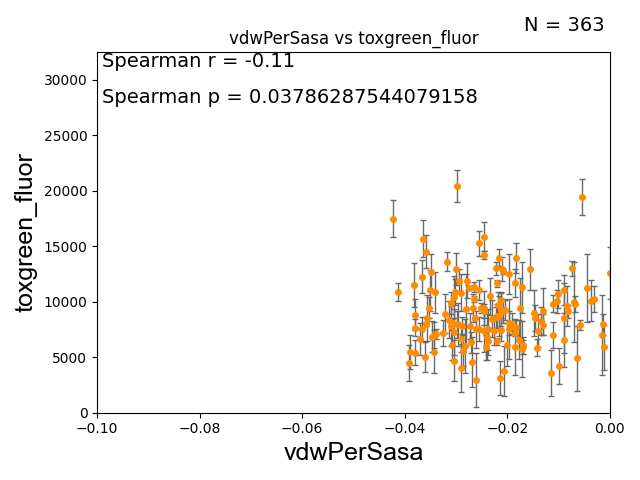 N = 363
vdwPerSasa vs toxgreen_fluor
Spearman r = -0.11
Spearman p = 0.03786287544079158
30000
25000
20000
15000
10000
5000
0
toxgreen_fluor
−0.10 −0.08 −0.06 −0.04 −0.02 0.00
vdwPerSasa